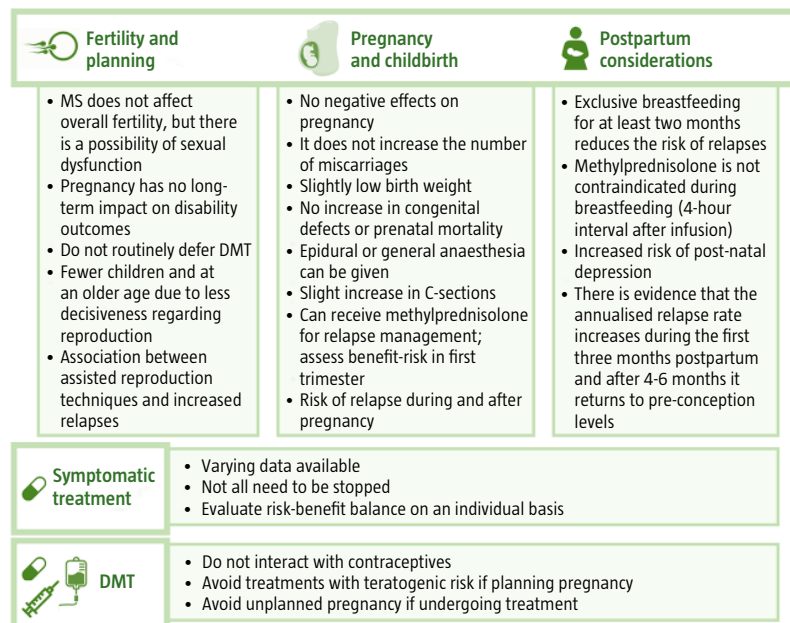 Fertility and
planning
• MS does not affect
overall fertility, but there
is a possibility of sexual
dysfunction
• Pregnancy has no long-
term impact on disability
outcomes
• Do not routinely defer DMT
• Fewer children and at
an older age due to less
decisiveness regarding
reproduction
• Association between
assisted reproduction
techniques and increased
relapses
Pregnancy
and childbirth
• No negative effects on
pregnancy
• It does not increase the
number of
miscarriages
• Slightly low birth weight
• No increase in congenital
defects or prenatal mortality
• Epidural or general anaesthesia
can be given
• Slight increase in C-sections
• Can receive methylprednisolone
for relapse management;
assess benefit-risk in first
trimester
• Risk of relapse during and after
pregnancy
Postpartum
considerations
• Exclusive breastfeeding
for at least two months
reduces the risk of relapses
• Methylprednisolone is not
contraindicated during
breastfeeding (4-hour
interval after infusion)
• Increased risk of post-natal
depression
• There is evidence that the
annualised relapse rate
increases during the first
three months postpartum
and after 4-6 months it
returns to pre-conception
levels
Symptomatic
treatment
• Varying data available
• Not all need to be stopped
• Evaluate risk-benefit balance on an individual basis
DMT
• Do not interact with contraceptives
• Avoid treatments with teratogenic risk if planning pregnancy
• Avoid unplanned pregnancy if undergoing treatment